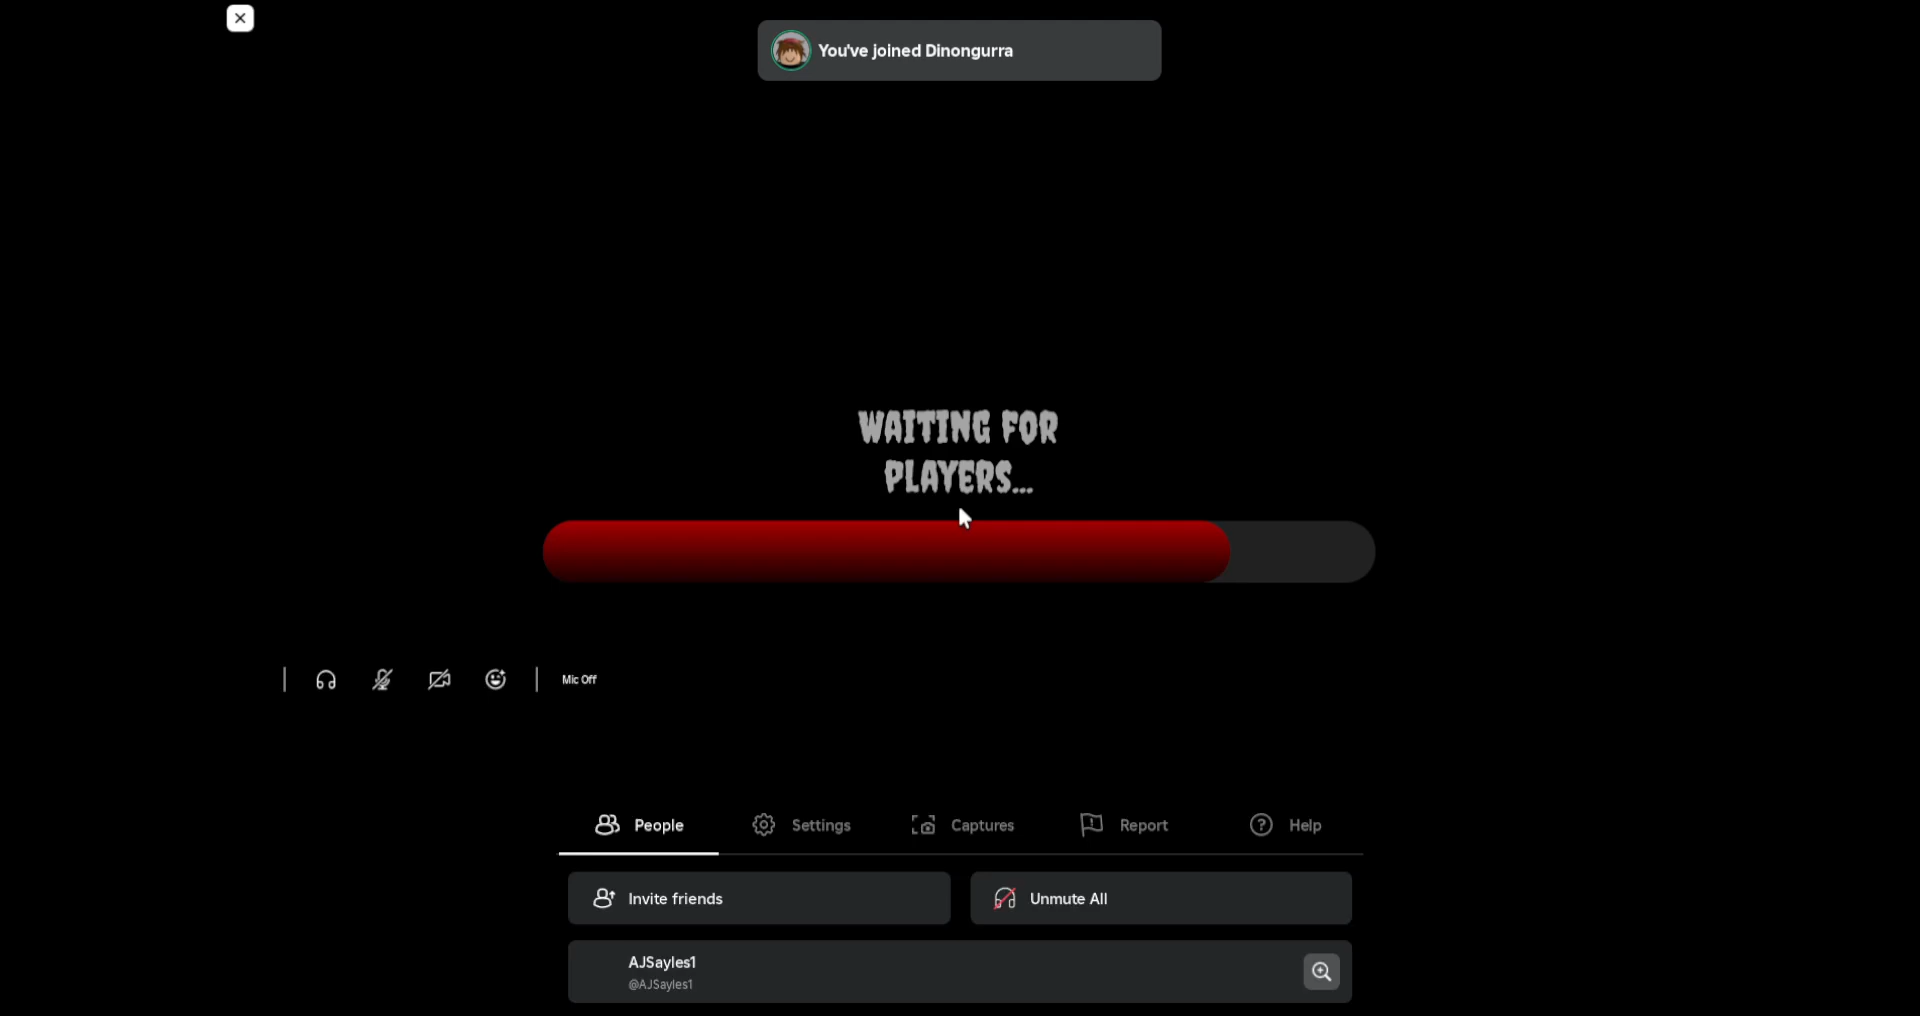 You've joined Dinongurra
WAITING FOR
PLAYERS...
Mic Off
People Settings Captures Report Help
Invite friends Unmute All
AJSayles1
@AJSayles1